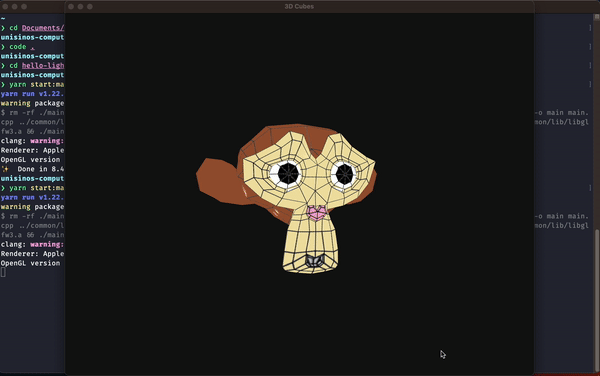 3D Cubes
~
❯ cd Documents/
unisinos-comput
❯ code .
unisinos-comput
❯ cd hello-ligh
unisinos-comput
❯ yarn start:ma
yarn run v1.22.
warning package
$ rm -rf ./main -o main main.
cpp ../common/l mon/lib/libgl
fw3.a && ./main
clang: warning:
Renderer: Apple
OpenGL version
✨ Done in 8.4
unisinos-comput
❯ yarn start:ma
yarn run v1.22.
warning package
$ rm -rf ./main -o main main.
cpp ../common/l mon/lib/libgl
fw3.a && ./main
clang: warning:
Renderer: Apple
OpenGL version